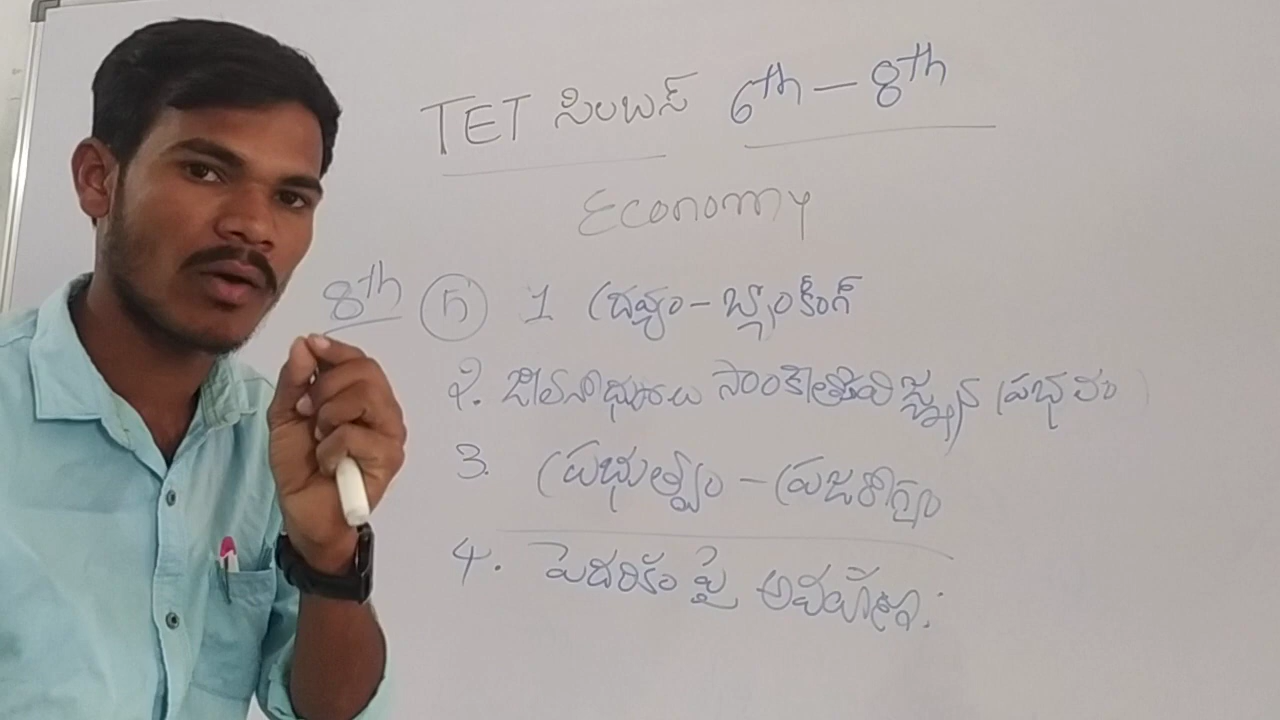 TET సిలబస్ 6th – 8th
Economy
8th 5 1 ద్రవ్యం – బ్యాంకింగ్
2. జీవనాధారాలు సాంకేతిక విజ్ఞాన ప్రభావం
3. ప్రభుత్వం – ప్రజారోగ్యం
4. పేదరికం పై అవగాహన.